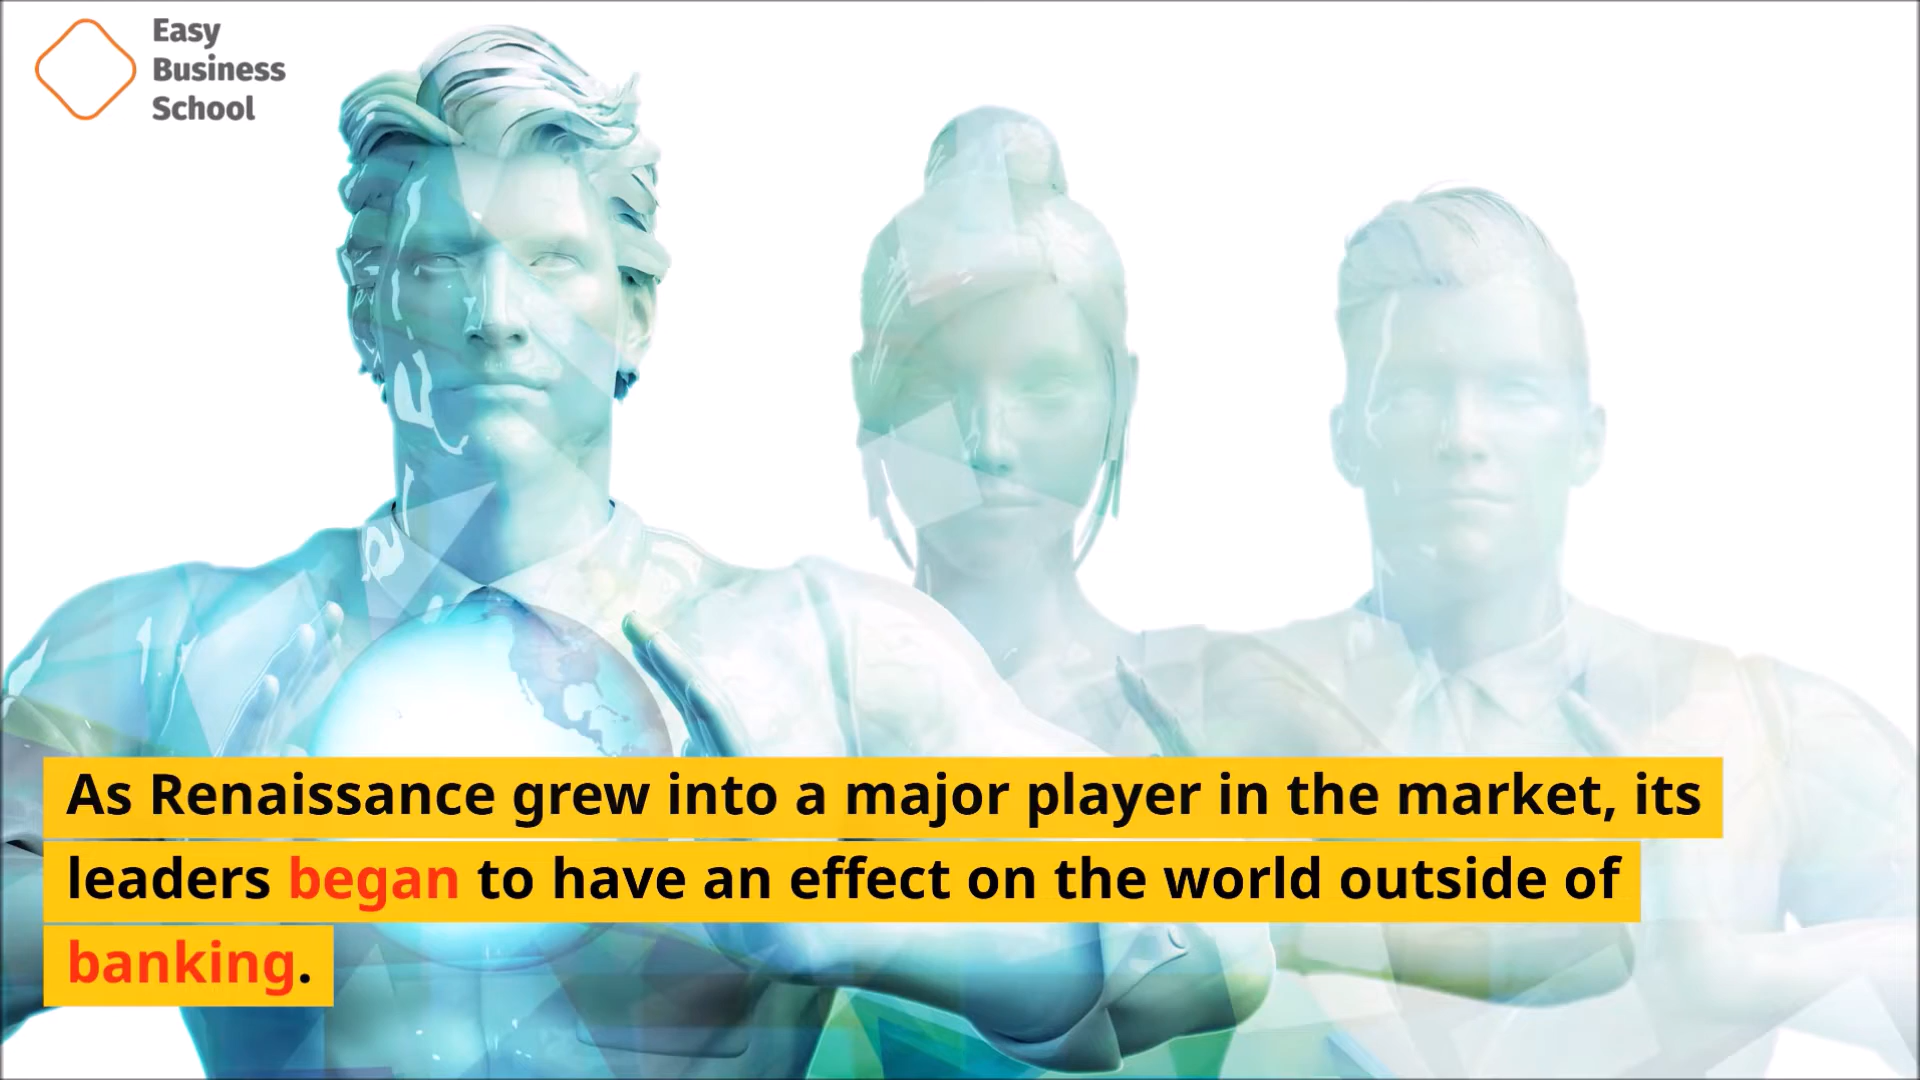 Easy
Business
School
As Renaissance grew into a major player in the market, its
leaders began to have an effect on the world outside of
banking.